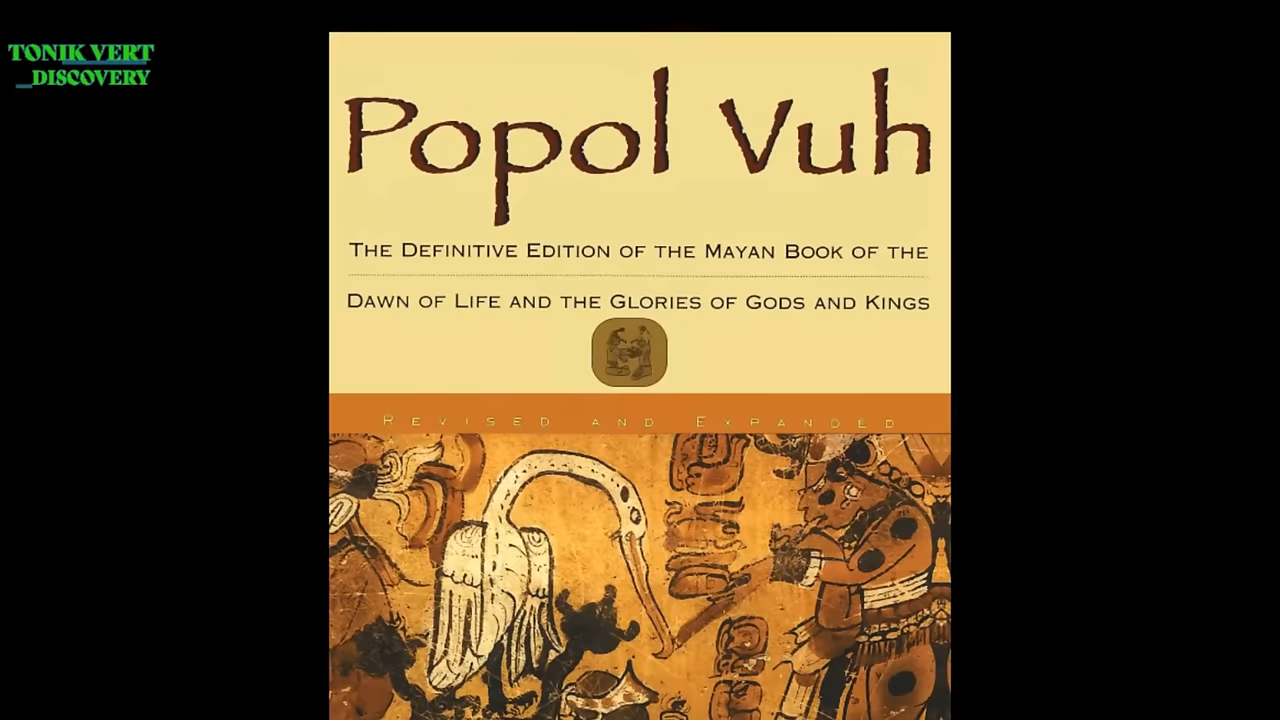 TONIK VERT
DISCOVERY
Popol Vuh
THE DEFINITIVE EDITION OF THE MAYAN BOOK OF THE
DAWN OF LIFE AND THE GLORIES OF GODS AND KINGS
REVISED AND EXPANDED